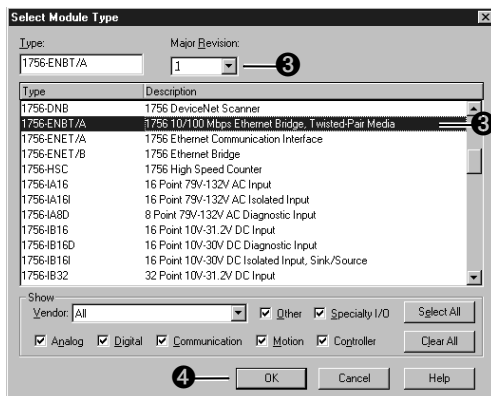 Select Module Type
Type: Major Revision:
1756-ENBT/A 1 3
Type Description
1756-DNB 1756 DeviceNet Scanner
1756-ENBT/A 1756 10/100 Mbps Ethernet Bridge, Twisted-Pair Media 3
1756-ENET/A 1756 Ethernet Communication Interface
1756-ENET/B 1756 Ethernet Bridge
1756-HSC 1756 High Speed Counter
1756-IA16 16 Point 79V-132V AC Input
1756-IA16I 16 Point 79V-132V AC Isolated Input
1756-IA8D 8 Point 79V-132V AC Diagnostic Input
1756-IB16 16 Point 10V-31.2V DC Input
1756-IB16D 16 Point 10V-30V DC Diagnostic Input
1756-IB16I 16 Point 10V-30V DC Isolated Input, Sink/Source
1756-IB32 32 Point 10V-31.2V DC Input
Show
Vendor: All Other Specialty I/O Select All
Analog Digital Communication Motion Controller Clear All
4 OK Cancel Help